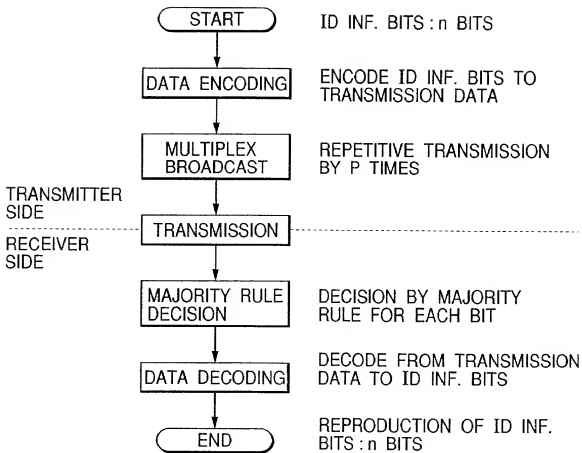 START
ID INF. BITS : n BITS
DATA ENCODING
ENCODE ID INF. BITS TO
TRANSMISSION DATA
MULTIPLEX
BROADCAST
REPETITIVE TRANSMISSION
BY P TIMES
TRANSMITTER
SIDE
TRANSMISSION
RECEIVER
SIDE
MAJORITY RULE
DECISION
DECISION BY MAJORITY
RULE FOR EACH BIT
DATA DECODING
DECODE FROM TRANSMISSION
DATA TO ID INF. BITS
END
REPRODUCTION OF ID INF.
BITS : n BITS